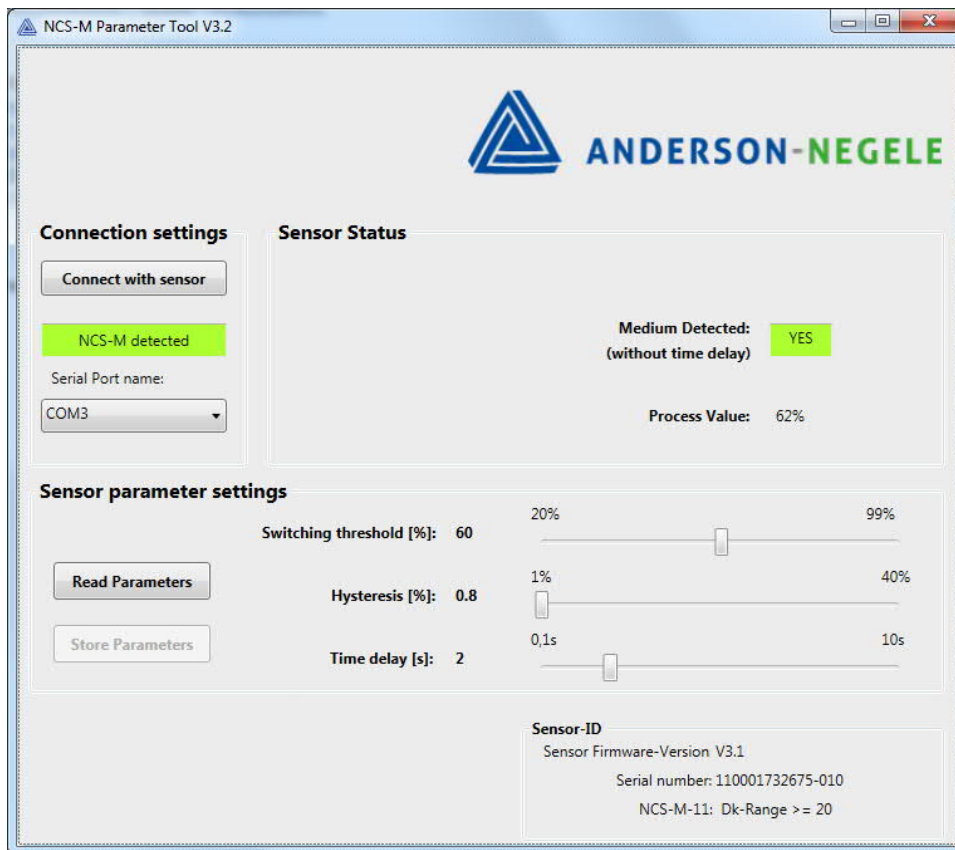 NCS-M Parameter Tool V3.2
ANDERSON-NEGELE
Connection settings
Connect with sensor
NCS-M detected
Serial Port name:
COM3
Sensor Status
Medium Detected:
(without time delay)
YES
Process Value: 62%
Sensor parameter settings
Read Parameters
Store Parameters
Switching threshold [%]: 60
20% 99%
Hysteresis [%]: 0.8
1% 40%
Time delay [s]: 2
0,1s 10s
Sensor-ID
Sensor Firmware-Version V3.1
Serial number: 110001732675-010
NCS-M-11: Dk-Range >= 20